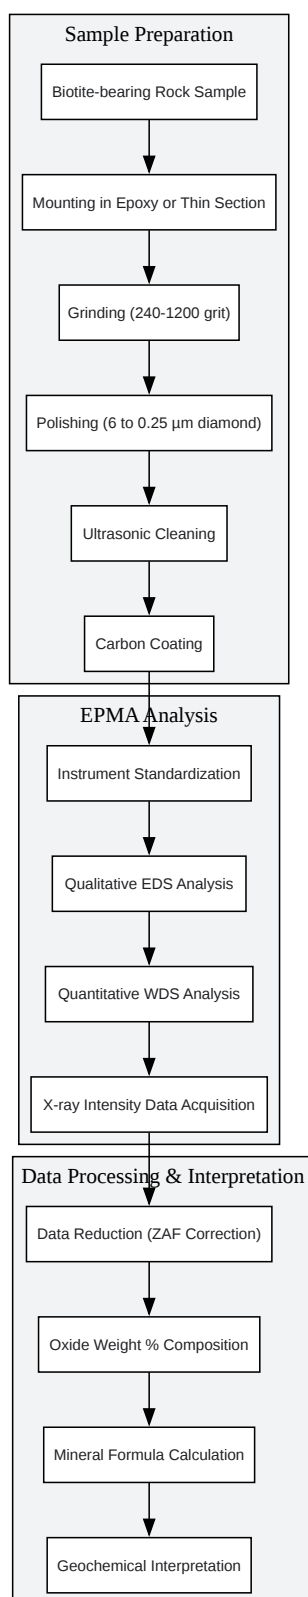 Sample Preparation
Biotite-bearing Rock Sample
Mounting in Epoxy or Thin Section
Grinding (240-1200 grit)
Polishing (6 to 0.25 µm diamond)
Ultrasonic Cleaning
Carbon Coating
EPMA Analysis
Instrument Standardization
Qualitative EDS Analysis
Quantitative WDS Analysis
X-ray Intensity Data Acquisition
Data Processing & Interpretation
Data Reduction (ZAF Correction)
Oxide Weight % Composition
Mineral Formula Calculation
Geochemical Interpretation